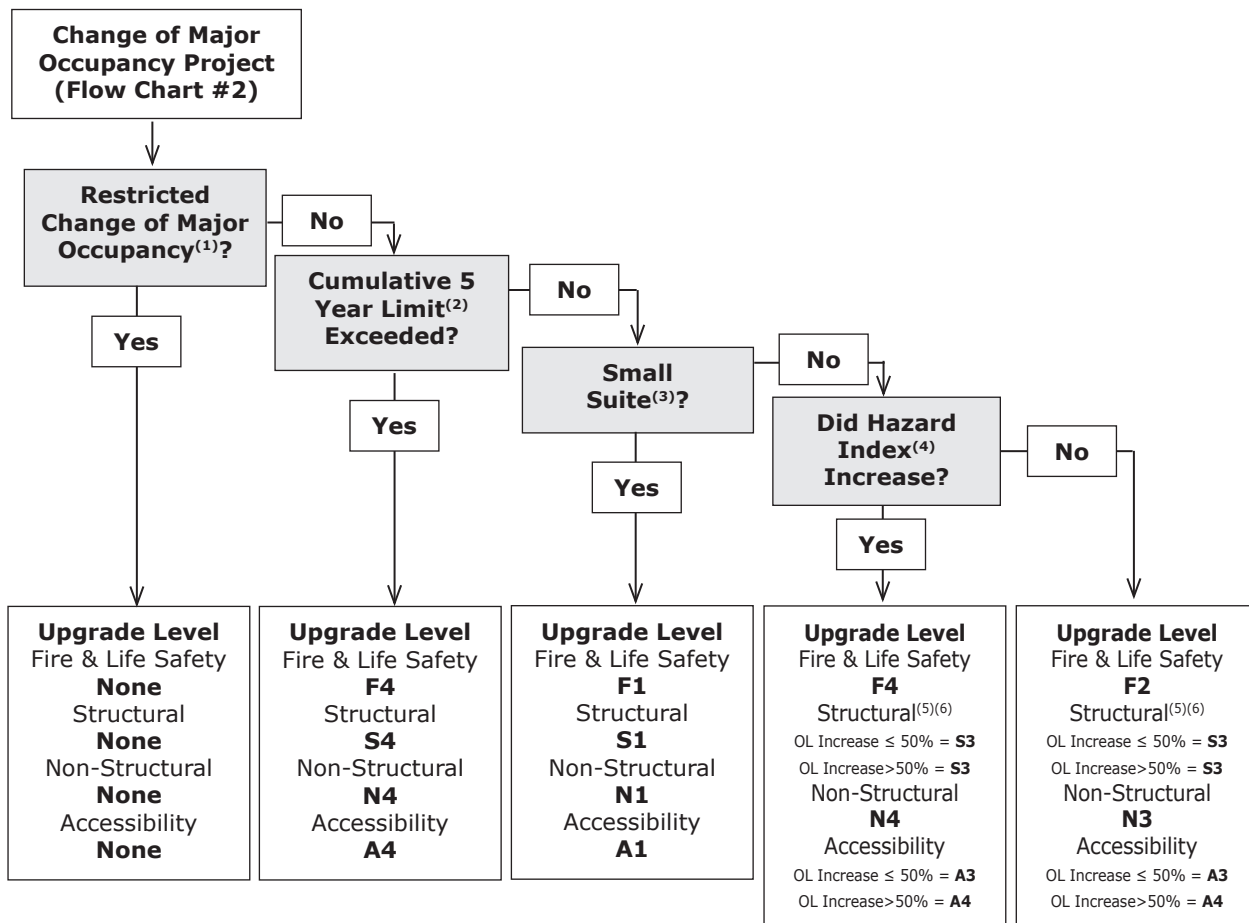 Change of Major
Occupancy Project
(Flow Chart #2)
Restricted
Change of Major
Occupancy(1)?
No
Yes
Cumulative 5
Year Limit(2)
Exceeded?
No
Yes
Small
Suite(3)?
No
Yes
Did Hazard
Index(4)
Increase?
No
Yes
Upgrade Level
Fire & Life Safety
None
Structural
None
Non-Structural
None
Accessibility
None
Upgrade Level
Fire & Life Safety
F4
Structural
S4
Non-Structural
N4
Accessibility
A4
Upgrade Level
Fire & Life Safety
F1
Structural
S1
Non-Structural
N1
Accessibility
A1
Upgrade Level
Fire & Life Safety
F4
Structural(5)(6)
OL Increase ≤ 50% = S3
OL Increase>50% = S3
Non-Structural
N4
Accessibility
OL Increase ≤ 50% = A3
OL Increase>50% = A4
Upgrade Level
Fire & Life Safety
F2
Structural(5)(6)
OL Increase ≤ 50% = S3
OL Increase>50% = S3
Non-Structural
N3
Accessibility
OL Increase ≤ 50% = A3
OL Increase>50% = A4